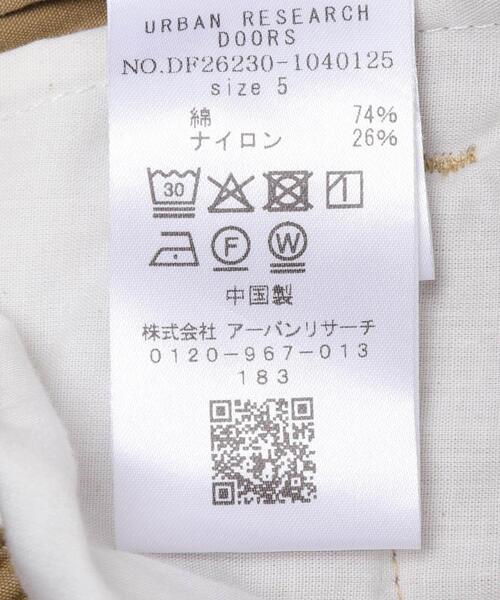 URBAN RESEARCH
DOORS
NO.DF26230-1040125
size 5
綿 74%
ナイロン 26%
30
F W
中国製
株式会社 アーバンリサーチ
0120-967-013
183